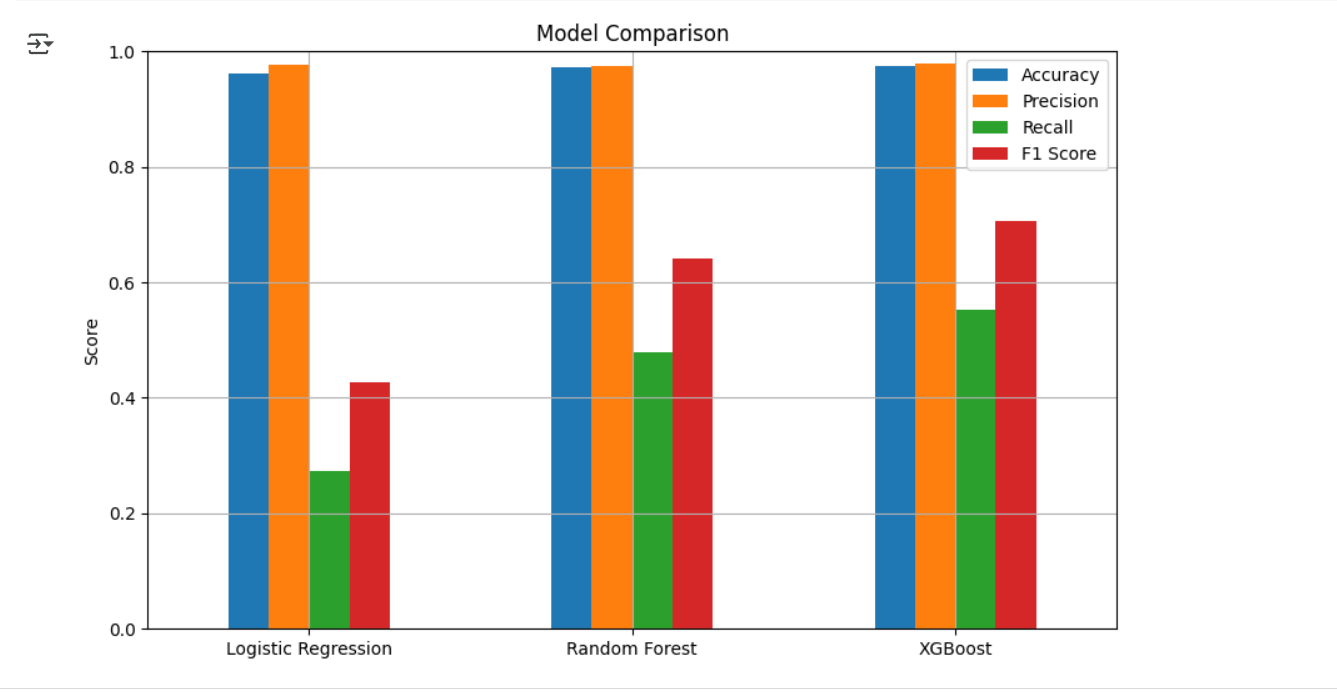 Model Comparison
1.0
0.8
0.6
0.4
0.2
0.0
Score
Accuracy
Precision
Recall
F1 Score
Logistic Regression
Random Forest
XGBoost